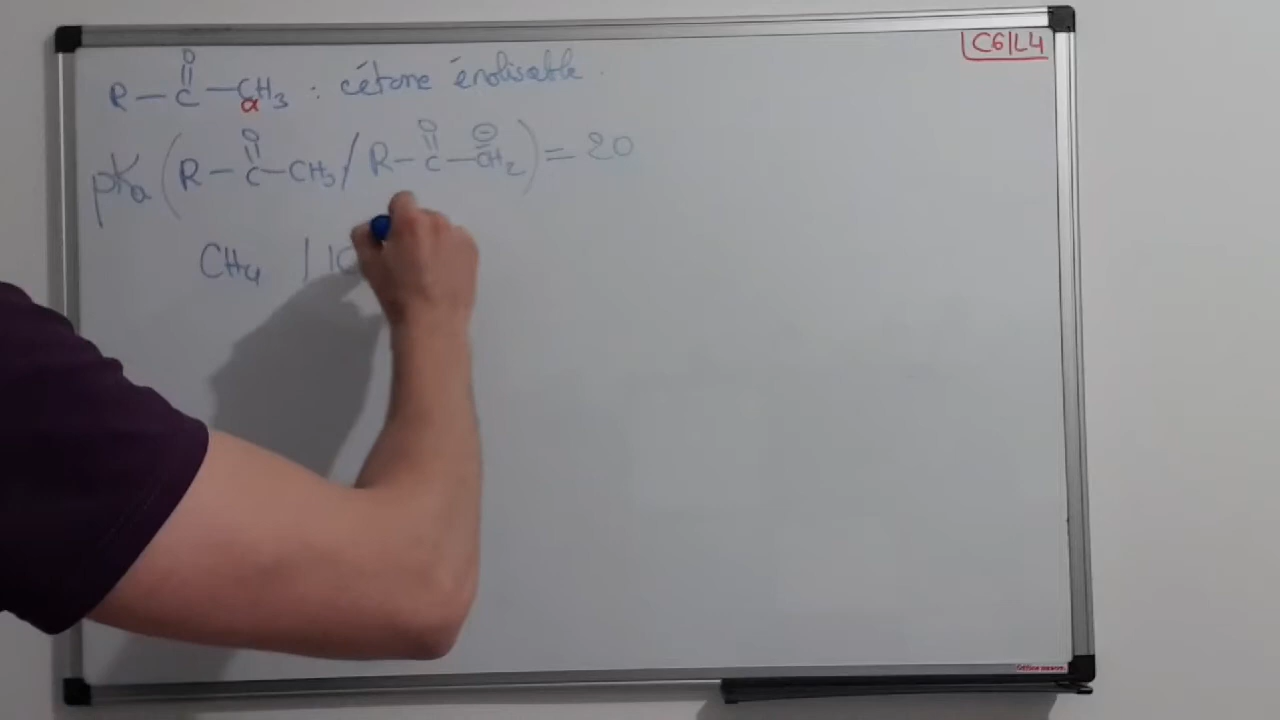 C6/L4
O
R — C — CH₃ : cétone énolisable.
α
pKa (R — C(=O) — CH₃ / R — C(=O) — CH₂⊖) = 20
CH₄ /